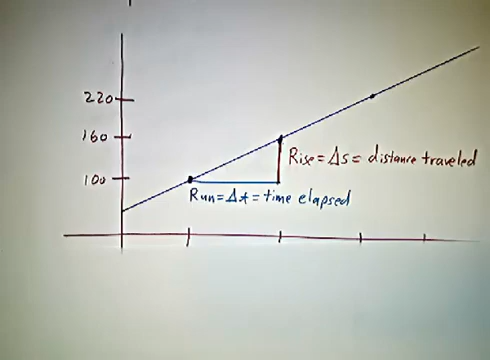 220
160
100
Rise = Δs = distance traveled
Run = Δt = time elapsed